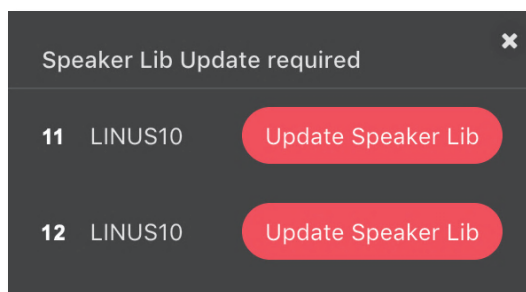 Speaker Lib Update required
11 LINUS10 Update Speaker Lib
12 LINUS10 Update Speaker Lib